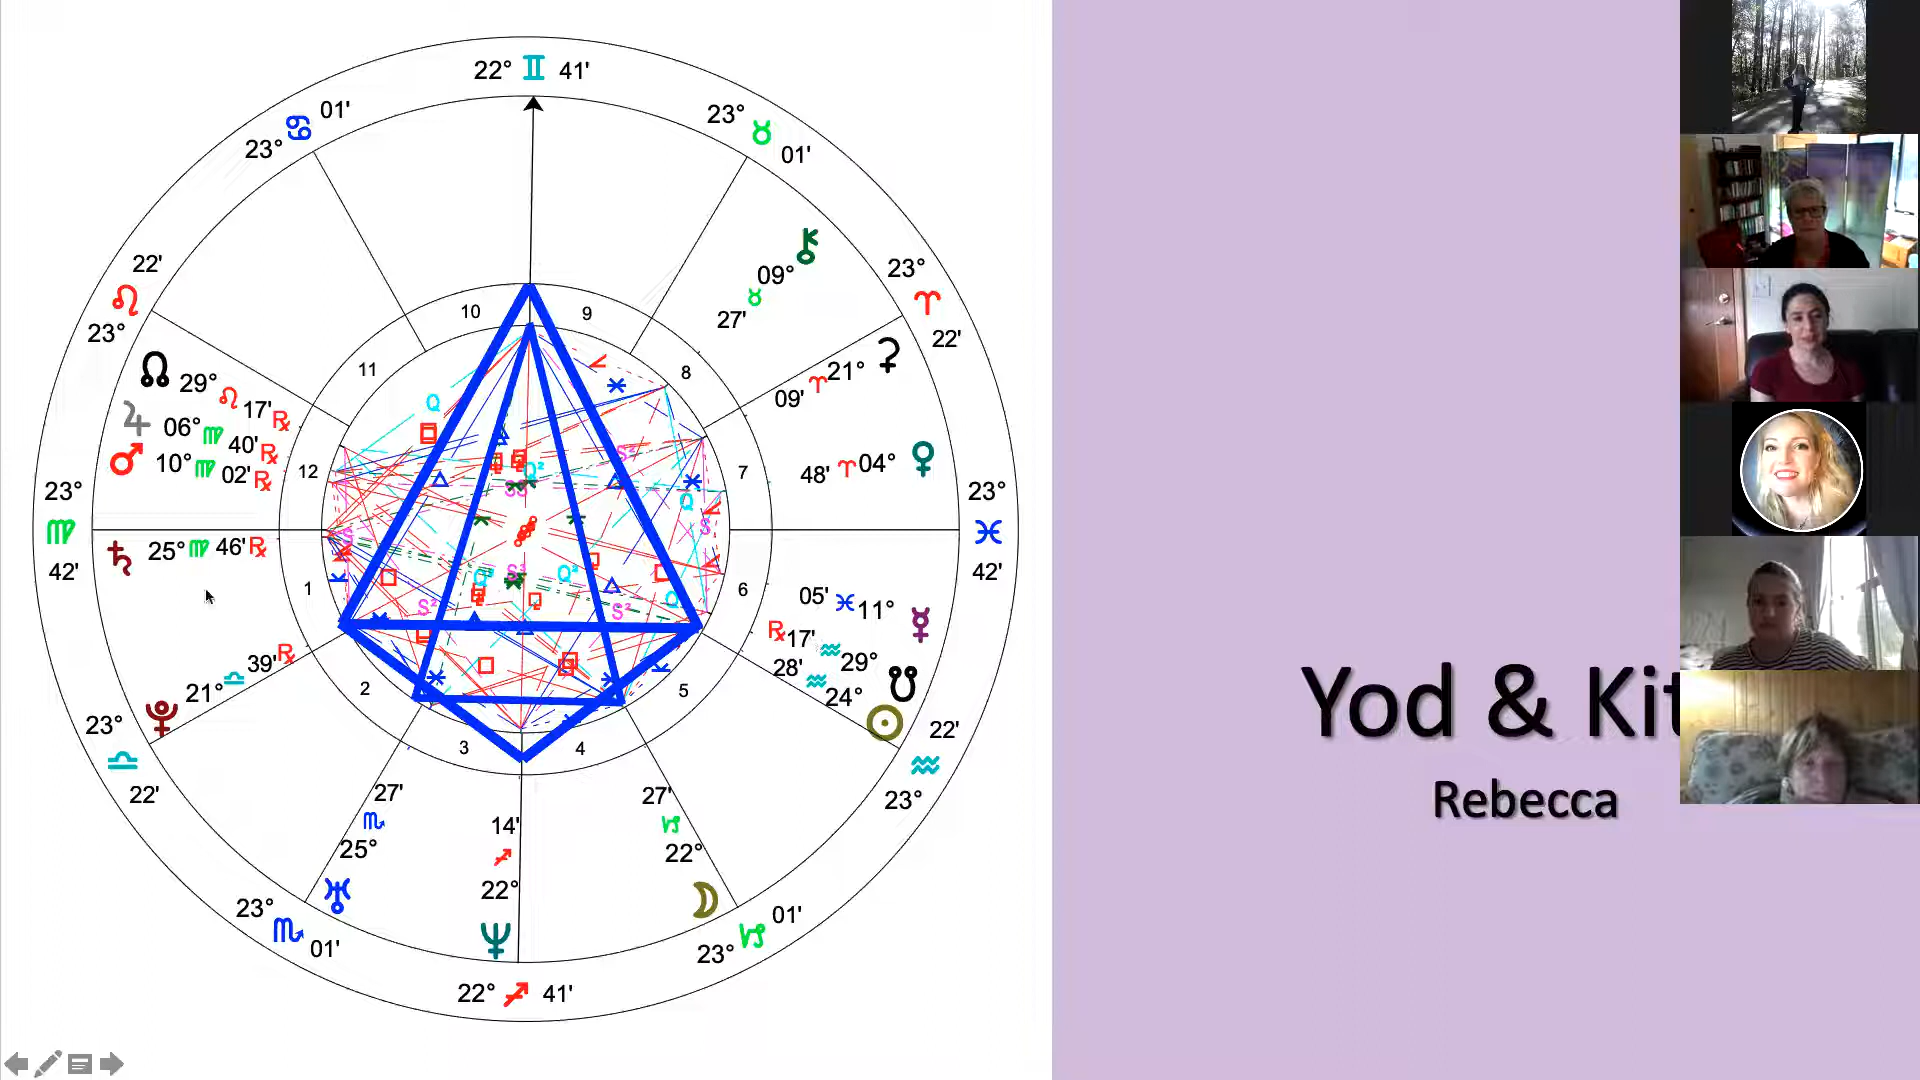 22° ♊ 41'
23° ♋ 01'
23° ♉ 01'
22' ♌ 23°
23° ♈ 22'
09° ♉ 27'
☊ 29° ♌ 17' ℞
♃ 06° ♍ 40' ℞
♂ 10° ♍ 02' ℞
♄ 25° ♍ 46' ℞
09' ♈ 21° ⚳
48' ♈ 04° ♀
23° ♍ 42'
23° ♓ 42'
05' ♓ 11° ☿
℞ 17' ♒ 29° ☋
28' ♒ 24° ☉
♇ 21° ♎ 39' ℞
23° ♎ 22'
22' ♒ 23°
27' ♏ 25° ♅
14' ♐ 22° ♆
27' ♑ 22° ☽
23° ♏ 01'
23° ♑ 01'
22° ♐ 41'
10
9
11
8
12
7
1
6
2
5
3
4
Yod & Kit
Rebecca